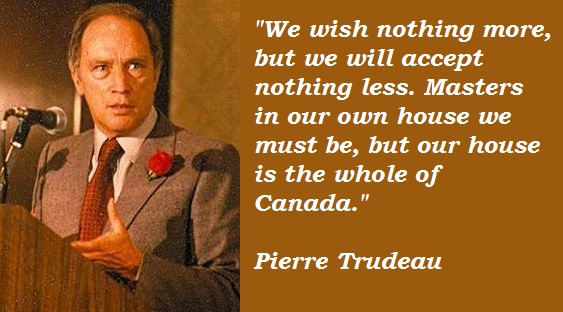 "We wish nothing more,
but we will accept
nothing less. Masters
in our own house we
must be, but our house
is the whole of
Canada."
Pierre Trudeau